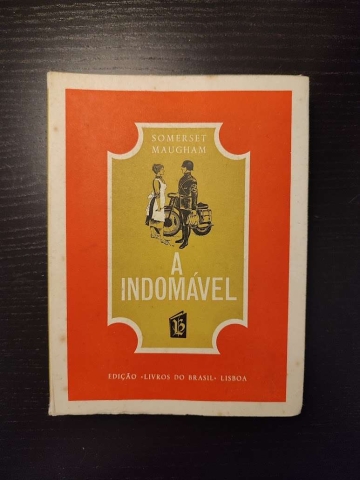 SOMERSET
MAUGHAM
A
INDOMÁVEL
EDIÇÃO «LIVROS DO BRASIL» LISBOA